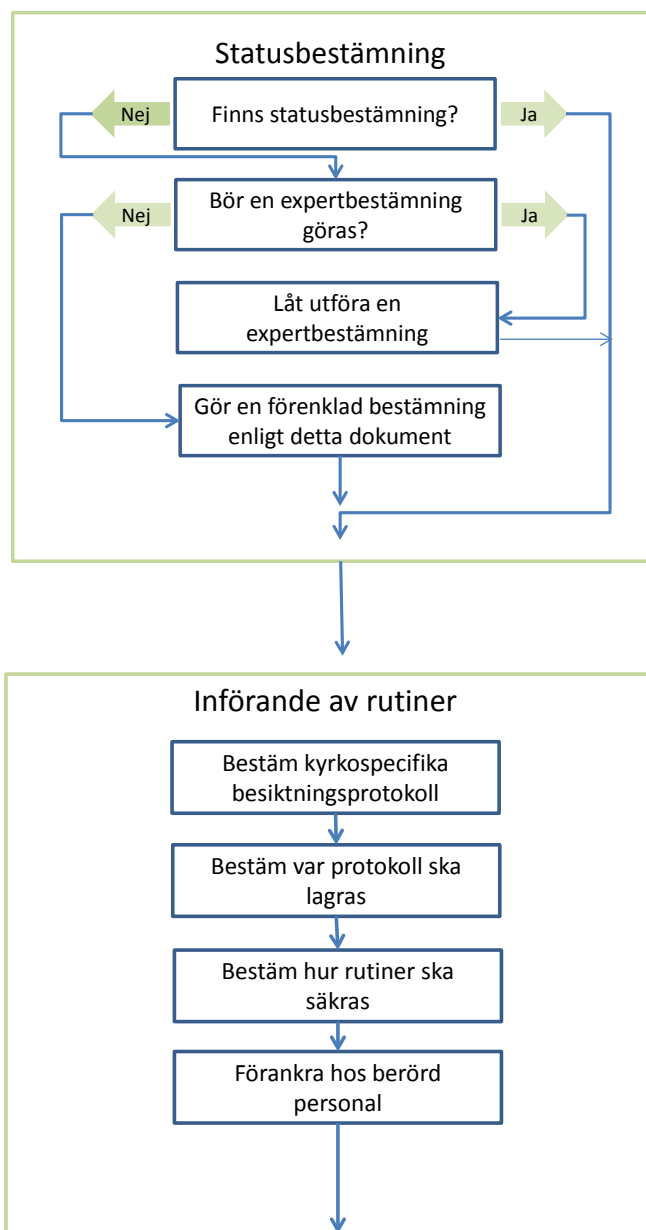 Statusbestämning
Nej
Finns statusbestämning?
Ja
Nej
Bör en expertbestämning
göras?
Ja
Låt utföra en
expertbestämning
Gör en förenklad bestämning
enligt detta dokument
Införande av rutiner
Bestäm kyrkospecifika
besiktningsprotokoll
Bestäm var protokoll ska
lagras
Bestäm hur rutiner ska
säkras
Förankra hos berörd
personal